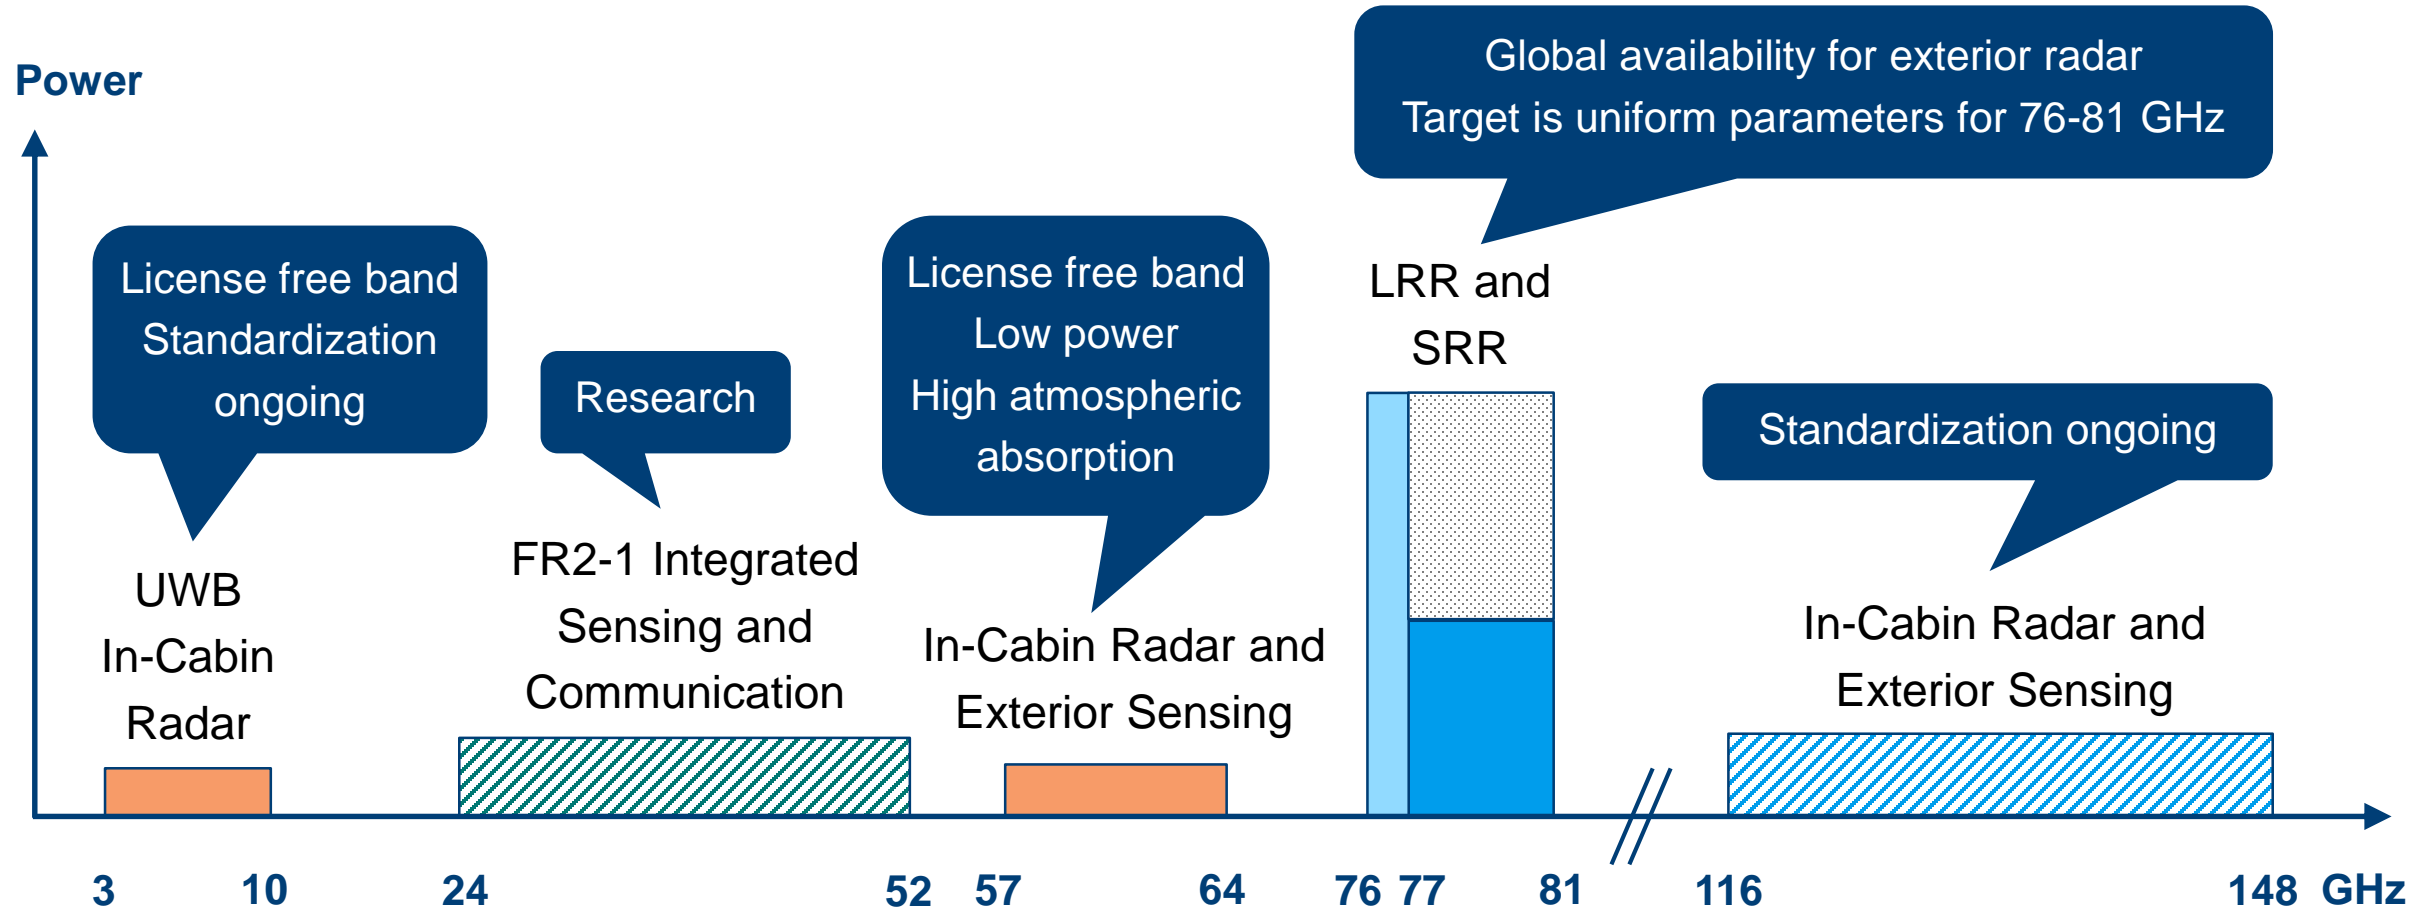 Power
License free band
Standardization
ongoing
UWB
In-Cabin
Radar
Research
FR2-1 Integrated
Sensing and
Communication
License free band
Low power
High atmospheric
absorption
In-Cabin Radar and
Exterior Sensing
Global availability for exterior radar
Target is uniform parameters for 76-81 GHz
LRR and
SRR
Standardization ongoing
In-Cabin Radar and
Exterior Sensing
3 10 24 52 57 64 76 77 81 116 148 GHz